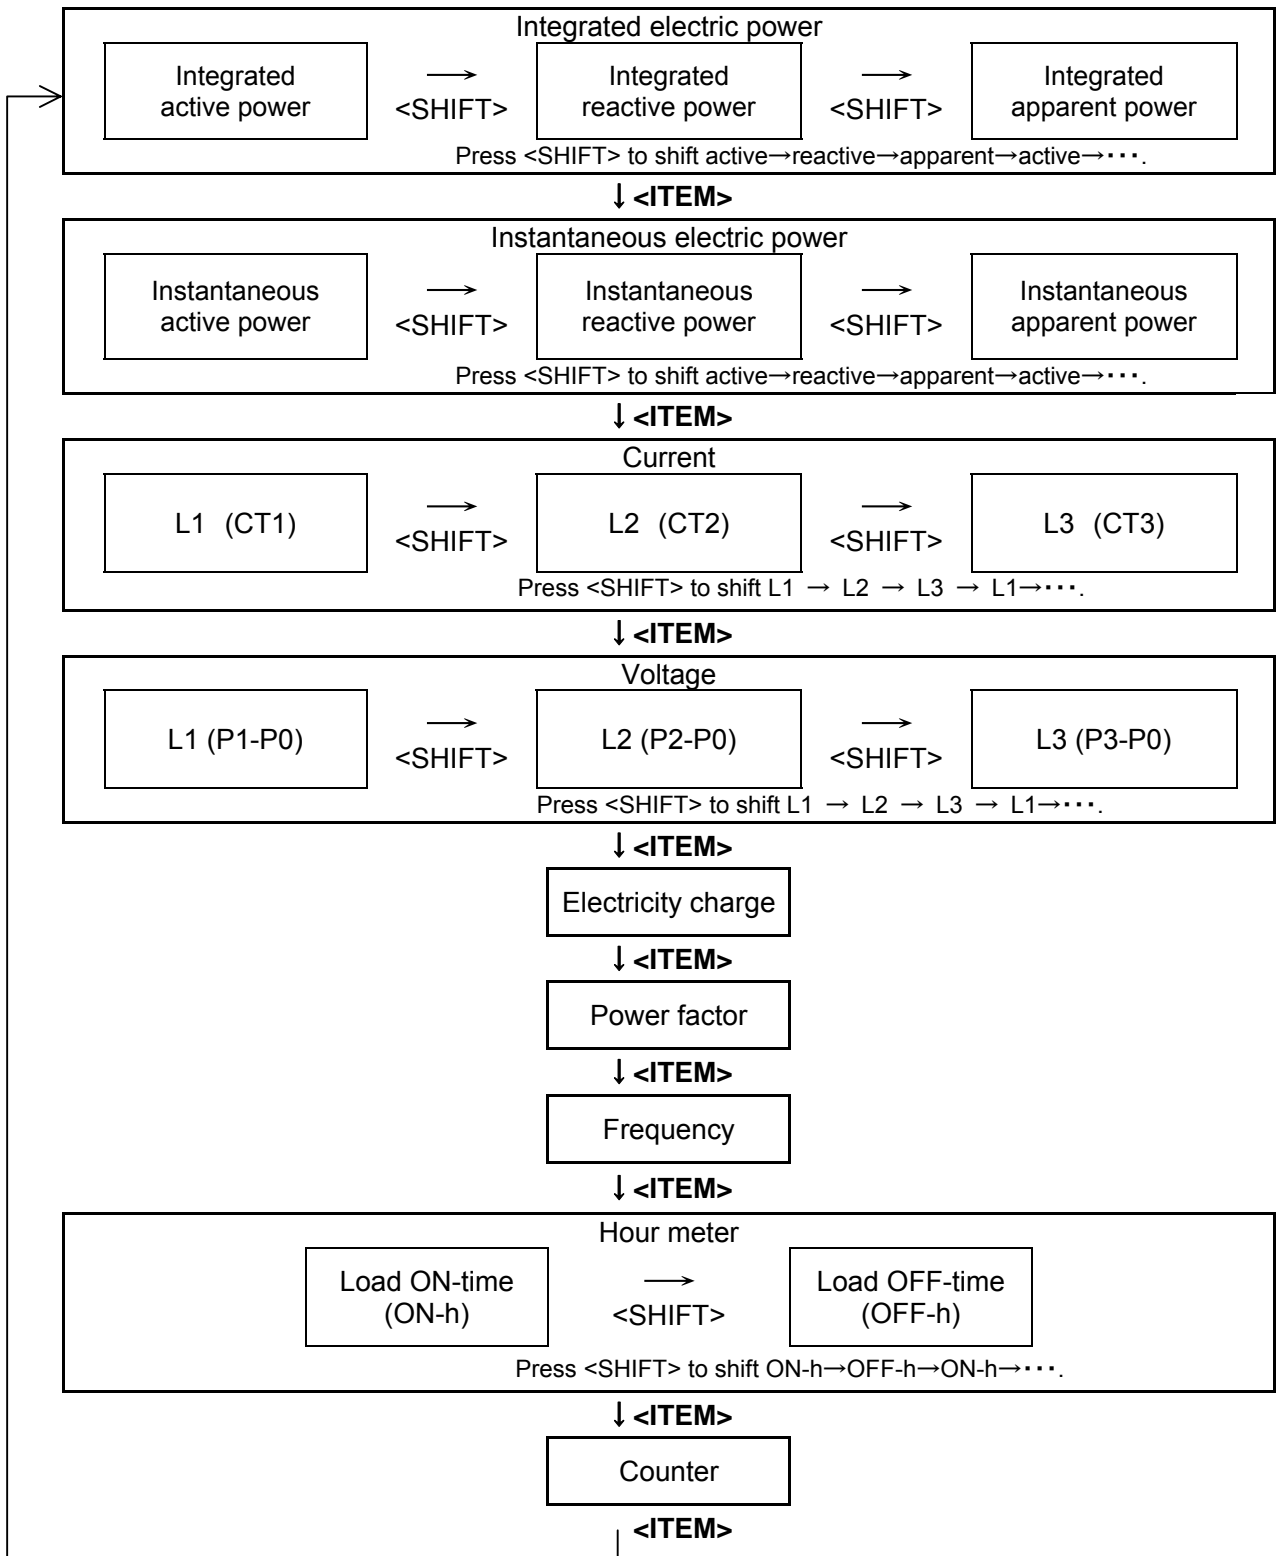 Integrated electric power
Integrated
active power
→
<SHIFT>
Integrated
reactive power
→
<SHIFT>
Integrated
apparent power
Press <SHIFT> to shift active→reactive→apparent→active→・・・.
↓<ITEM>
Instantaneous electric power
Instantaneous
active power
→
<SHIFT>
Instantaneous
reactive power
→
<SHIFT>
Instantaneous
apparent power
Press <SHIFT> to shift active→reactive→apparent→active→・・・.
↓<ITEM>
Current
L1 (CT1)
→
<SHIFT>
L2 (CT2)
→
<SHIFT>
L3 (CT3)
Press <SHIFT> to shift L1 → L2 → L3 → L1→・・・.
↓<ITEM>
Voltage
L1 (P1-P0)
→
<SHIFT>
L2 (P2-P0)
→
<SHIFT>
L3 (P3-P0)
Press <SHIFT> to shift L1 → L2 → L3 → L1→・・・.
↓<ITEM>
Electricity charge
↓<ITEM>
Power factor
↓<ITEM>
Frequency
↓<ITEM>
Hour meter
Load ON-time
(ON-h)
→
<SHIFT>
Load OFF-time
(OFF-h)
Press <SHIFT> to shift ON-h→OFF-h→ON-h→・・・.
↓<ITEM>
Counter
<ITEM>